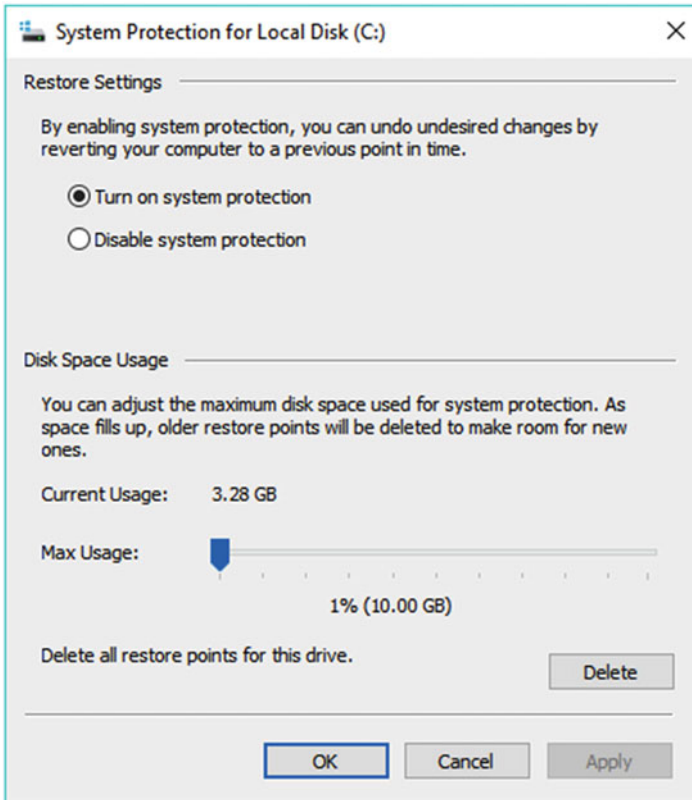 System Protection for Local Disk (C:)
Restore Settings
By enabling system protection, you can undo undesired changes by
reverting your computer to a previous point in time.
Turn on system protection
Disable system protection
Disk Space Usage
You can adjust the maximum disk space used for system protection. As
space fills up, older restore points will be deleted to make room for new
ones.
Current Usage: 3.28 GB
Max Usage:
1% (10.00 GB)
Delete all restore points for this drive.
Delete
OK Cancel Apply